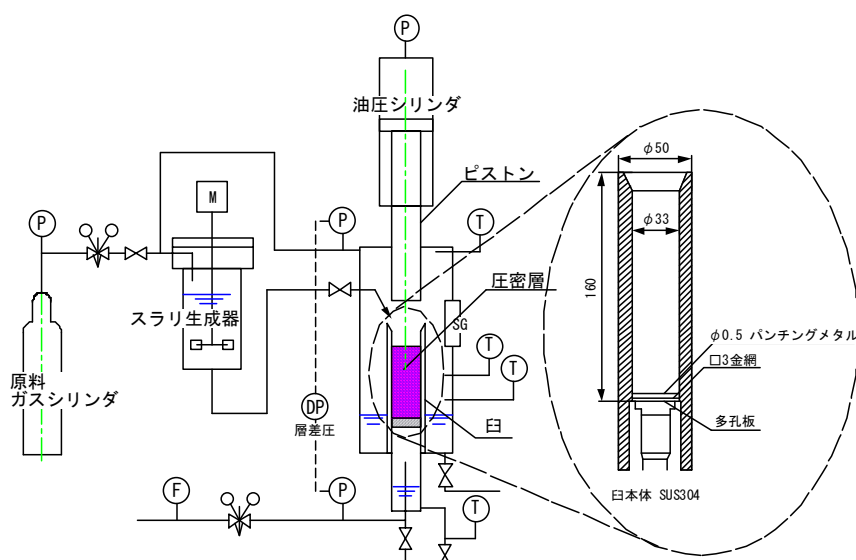 P
油圧シリンダ
φ50
ピストン
M
P
P
T
φ33
圧密層
160
スラリ生成器
SG
φ0.5 パンチングメタル
T
T
口3金網
原料
ガスシリンダ
DP
層差圧
臼
多孔板
F
P
T
臼本体 SUS304